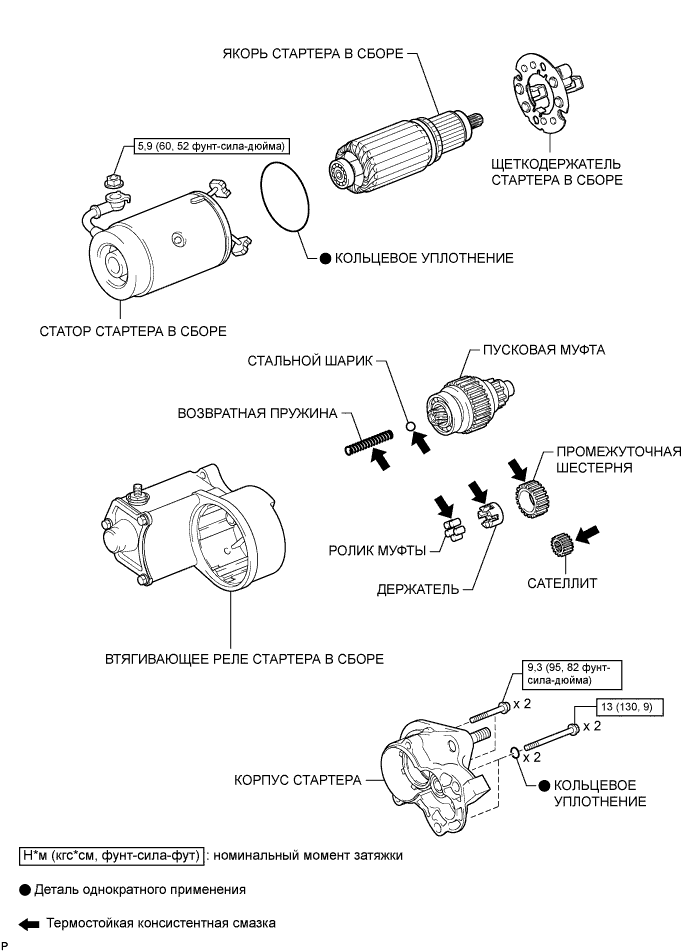 ЯКОРЬ СТАРТЕРА В СБОРЕ
5,9 (60, 52 фунт-сила-дюйма)
ЩЕТКОДЕРЖАТЕЛЬ
СТАРТЕРА В СБОРЕ
КОЛЬЦЕВОЕ УПЛОТНЕНИЕ
СТАТОР СТАРТЕРА В СБОРЕ
ПУСКОВАЯ МУФТА
СТАЛЬНОЙ ШАРИК
ВОЗВРАТНАЯ ПРУЖИНА
ПРОМЕЖУТОЧНАЯ
ШЕСТЕРНЯ
РОЛИК МУФТЫ
ДЕРЖАТЕЛЬ
САТЕЛЛИТ
ВТЯГИВАЮЩЕЕ РЕЛЕ СТАРТЕРА В СБОРЕ
9,3 (95, 82 фунт-
сила-дюйма)
x 2
13 (130, 9)
x 2
x 2
КОРПУС СТАРТЕРА
КОЛЬЦЕВОЕ
УПЛОТНЕНИЕ
Н*м (кгс*см, фунт-сила-фут) : номинальный момент затяжки
Деталь однократного применения
Термостойкая консистентная смазка
P